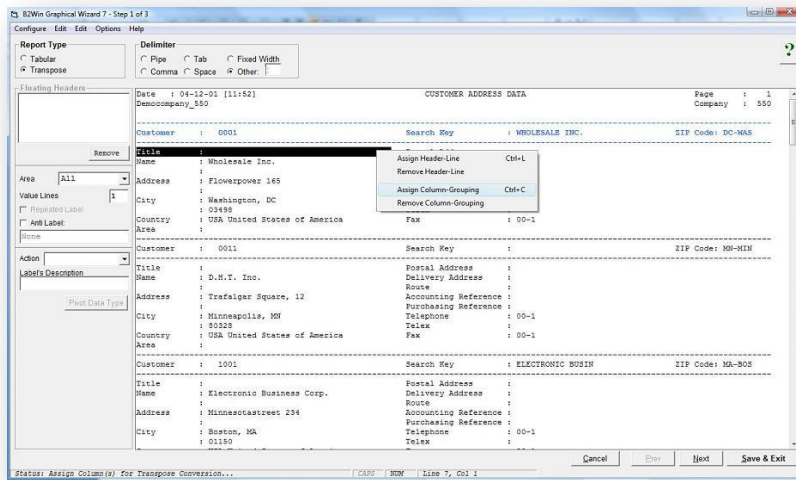 B2Win Graphical Wizard 7 - Step 1 of 3
Configure Edit Edit Options Help
Report Type
Tabular
Transpose
Delimiter
Pipe Tab Fixed Width
Comma Space Other: :
?
Floating Headers
Remove
Area All
Value Lines 1
Repeated Label
Anti Label:
None
Action
Label's Description
Pivot Data Type
Date : 04-12-01 [11:52] CUSTOMER ADDRESS DATA Page : 1
Democompany_550 Company : 550
Customer : 0001 Search Key : WHOLESALE INC. ZIP Code: DC-WAS
Title :
Name : Wholesale Inc.
Address : Flowerpower 165
City : Washington, DC
: 03498
Country : USA United States of America Fax : 00-1
Area :
Assign Header-Line Ctrl+L
Remove Header-Line
Assign Column-Grouping Ctrl+C
Remove Column-Grouping
Customer : 0011 Search Key : ZIP Code: MN-MIN
Title : Postal Address :
Name : D.H.T. Inc. Delivery Address :
Route :
Address : Trafalgar Square, 12 Accounting Reference :
Purchasing Reference :
City : Minneapolis, MN Telephone : 00-1
: 80328 Telex :
Country : USA United States of America Fax : 00-1
Area :
Customer : 1001 Search Key : ELECTRONIC BUSIN ZIP Code: MA-BOS
Title : Postal Address :
Name : Electronic Business Corp. Delivery Address :
Route :
Address : Minnesotastreet 234 Accounting Reference :
Purchasing Reference :
City : Boston, MA Telephone : 00-1
: 01150 Telex :
Cancel Prev Next Save & Exit
Status: Assign Column(s) for Transpose Conversion... CAPS NUM Line 7, Col 1